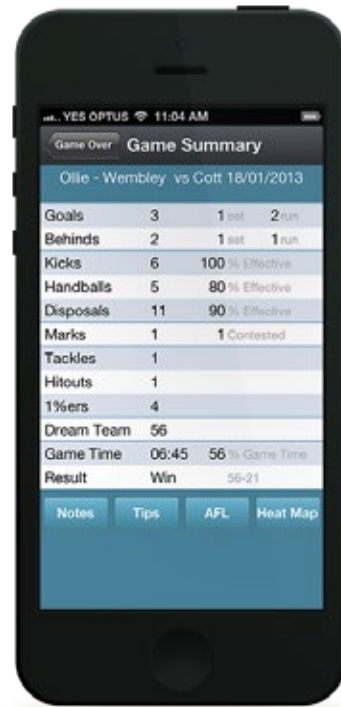 YES OPTUS 11:04 AM
Game Over Game Summary
Ollie - Wembley vs Cott 18/01/2013
Goals 3 1 set 2 run
Behinds 2 1 set 1 run
Kicks 6 100 % Effective
Handballs 5 80 % Effective
Disposals 11 90 % Effective
Marks 1 1 Contested
Tackles 1
Hitouts 1
1%ers 4
Dream Team 56
Game Time 06:45 56 % Game Time
Result Win 56-21
Notes Tips AFL Heat Map